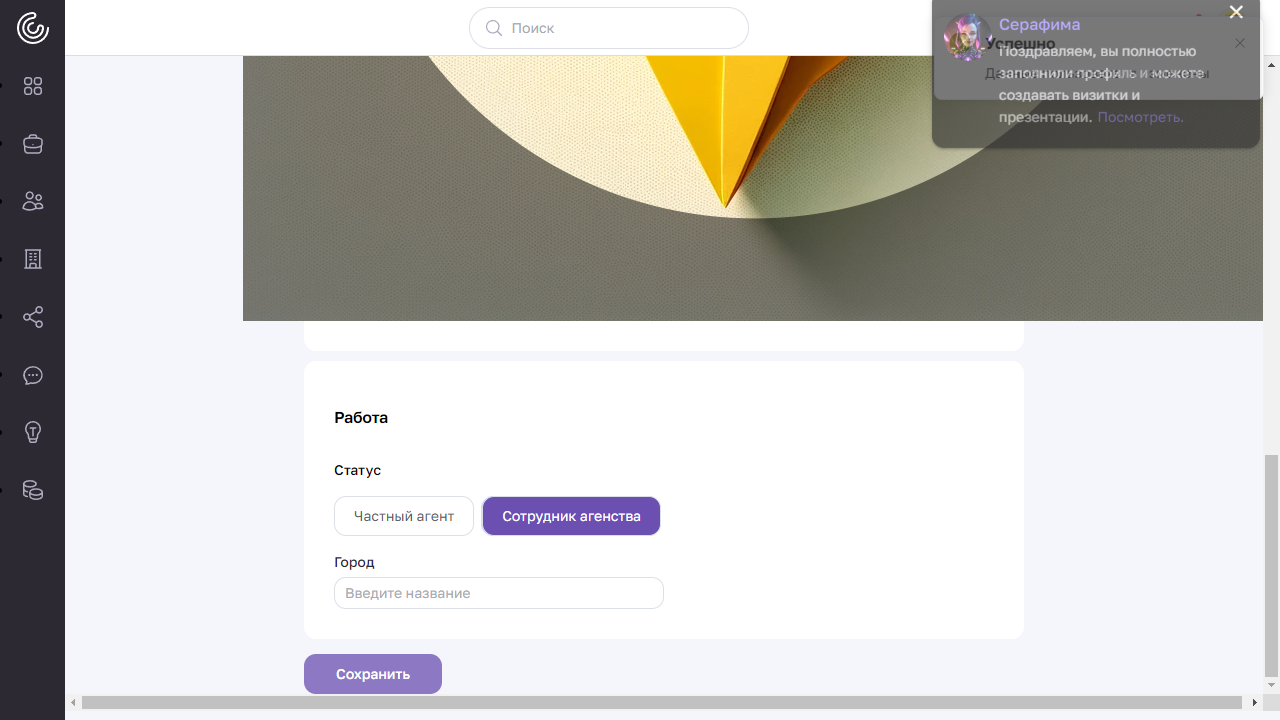 Поиск
Серафима
Успешно
Поздравляем, вы полностью
заполнили профиль и можете
создавать визитки и
презентации. Посмотреть.
Работа
Статус
Частный агент
Сотрудник агенства
Город
Введите название
Сохранить